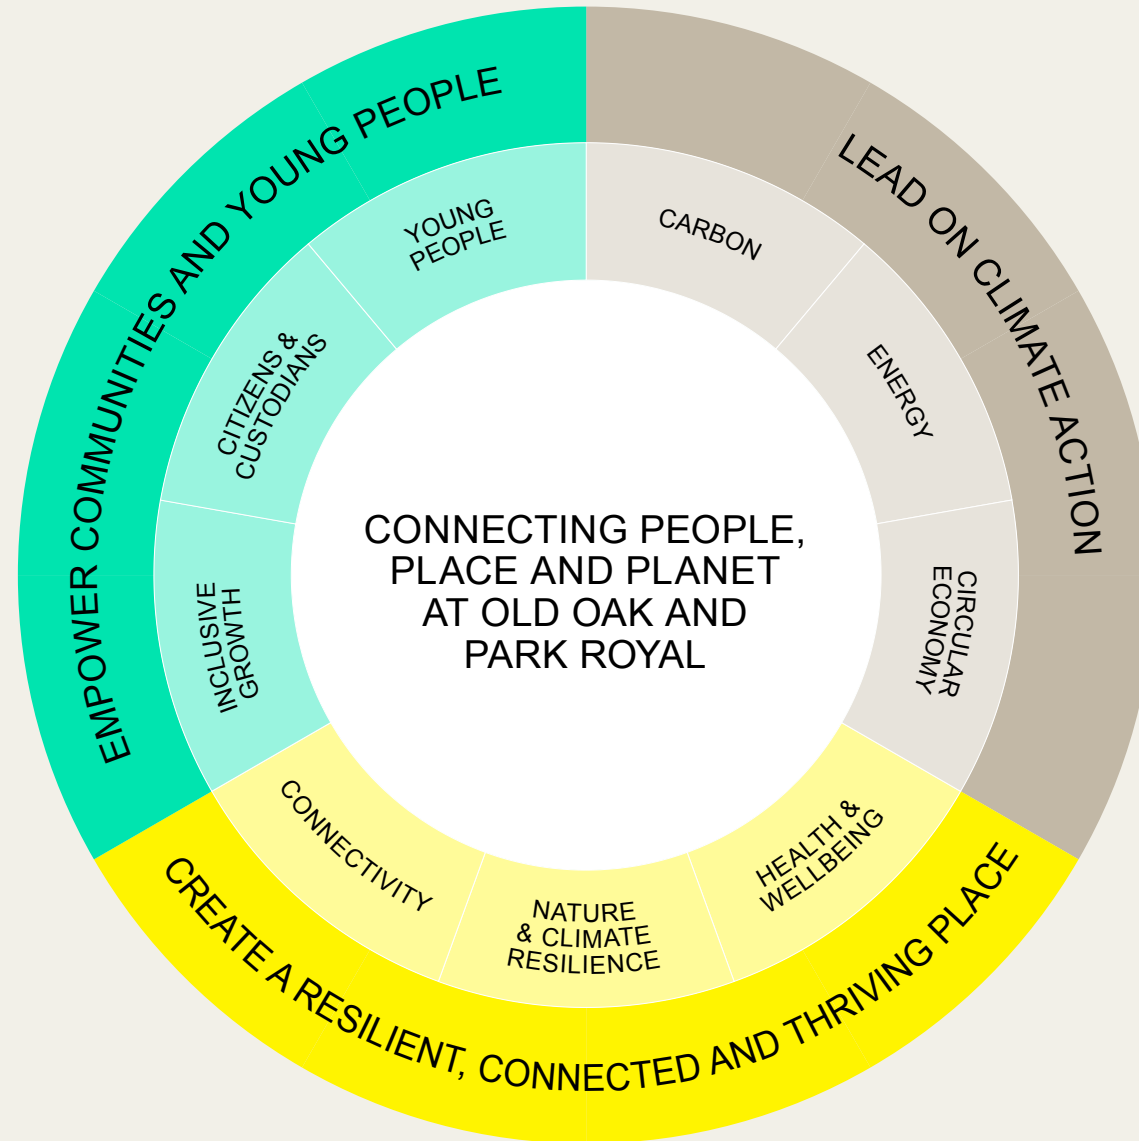 EMPOWER COMMUNITIES AND YOUNG PEOPLE
LEAD ON CLIMATE ACTION
CREATE A RESILIENT, CONNECTED AND THRIVING PLACE
YOUNG
PEOPLE
CARBON
ENERGY
CIRCULAR
ECONOMY
HEALTH &
WELLBEING
NATURE
& CLIMATE
RESILIENCE
CONNECTIVITY
INCLUSIVE
GROWTH
CITIZENS &
CUSTODIANS
CONNECTING PEOPLE,
PLACE AND PLANET
AT OLD OAK AND
PARK ROYAL